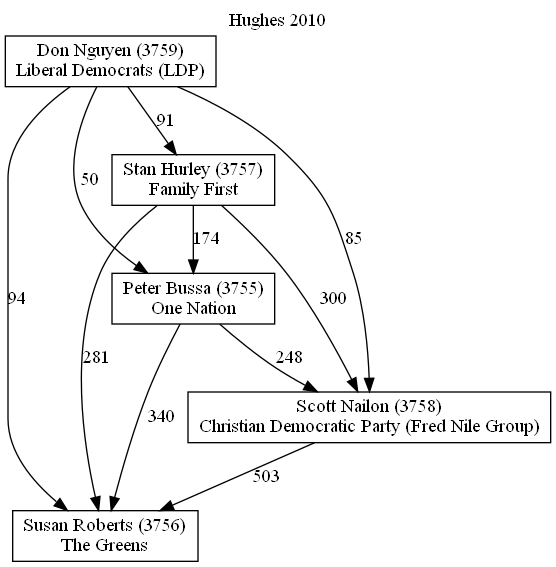 Hughes 2010
Don Nguyen (3759)
Liberal Democrats (LDP)
91
Stan Hurley (3757)
Family First
50
174
85
Peter Bussa (3755)
One Nation
94
300
281
248
340
Scott Nailon (3758)
Christian Democratic Party (Fred Nile Group)
503
Susan Roberts (3756)
The Greens